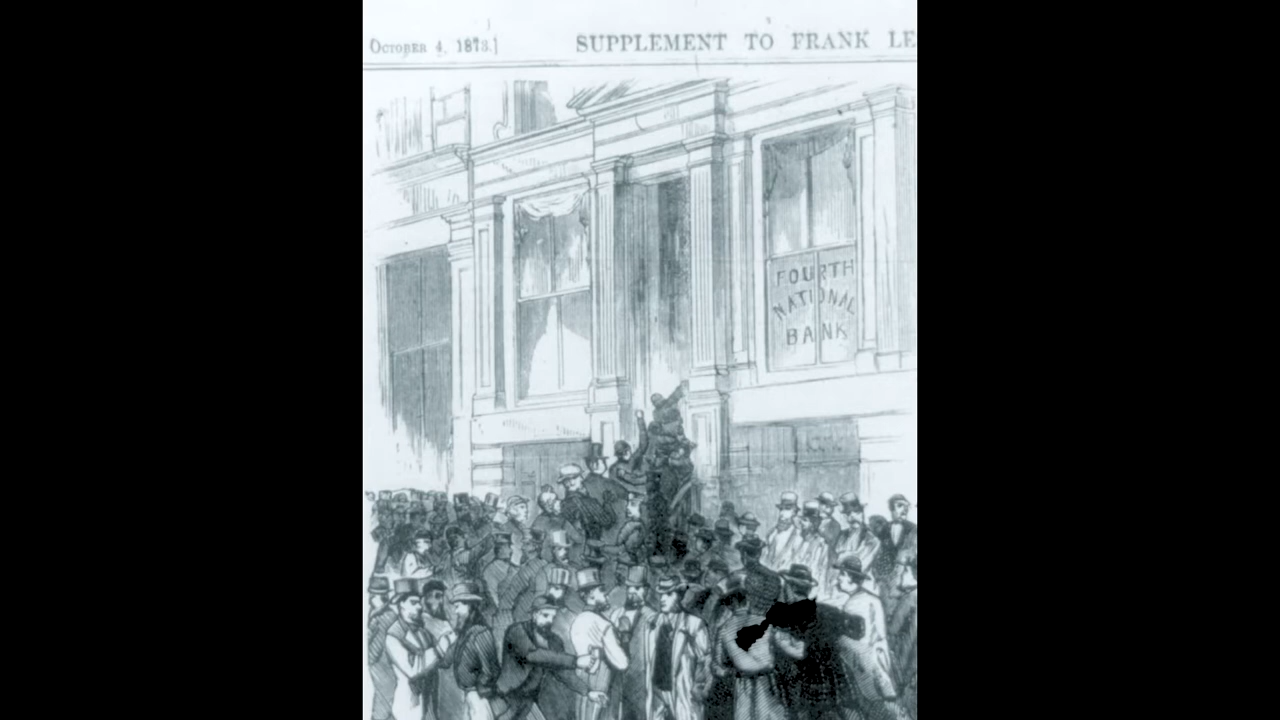 OCTOBER 4, 1873.]
SUPPLEMENT TO FRANK LE
FOURTH
NATIONAL
BANK